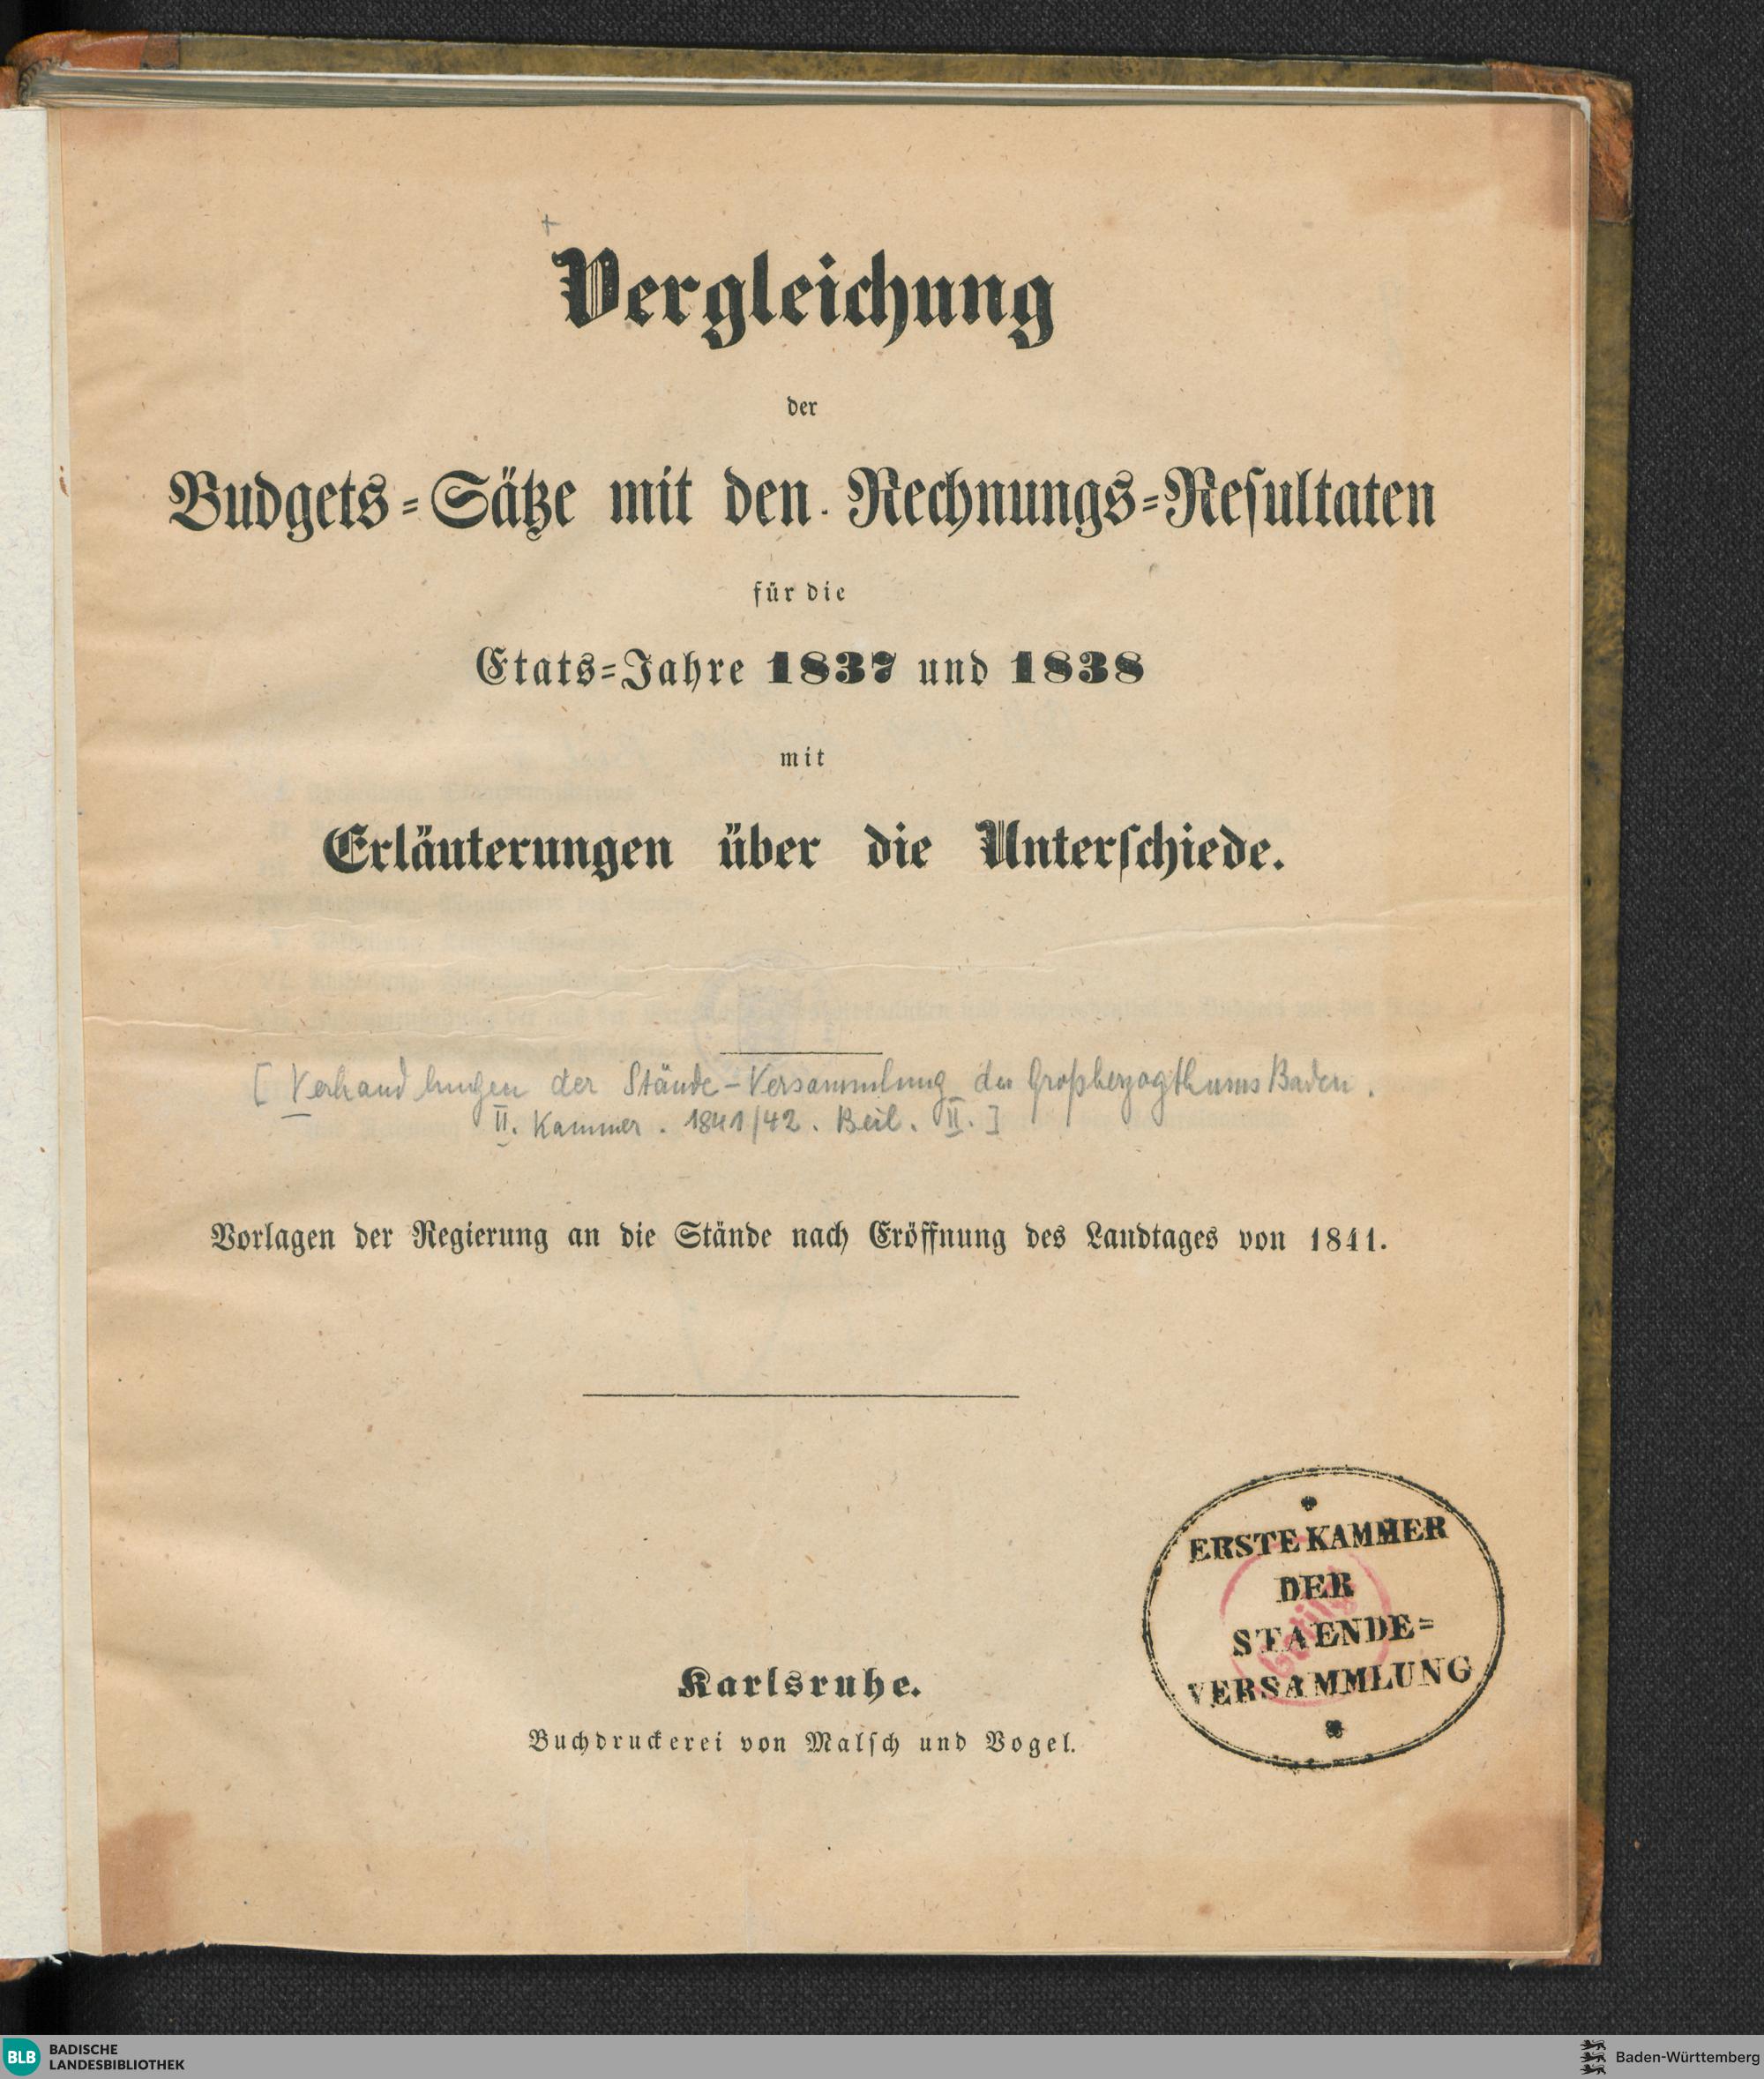 Vergleichung
der
Budgets=Sätze mit den Rechnungs=Reſultaten
für die
Etats=Jahre 1837 und 1838
mit
Erläuterungen über die Unterſchiede.
[Verhandlungen der Stände-Versammlung des Großherzogthums Baden.
II. Kammer. 1841/42. Beil. II.]
Vorlagen der Regierung an die Stände nach Eröffnung des Landtages von 1841.
ERSTE KAMMER
DER
STAENDE=
VERSAMMLUNG
Karlsruhe.
Buchdruckerei von Malſch und Vogel.
BLB BADISCHE
LANDESBIBLIOTHEK
Baden-Württemberg